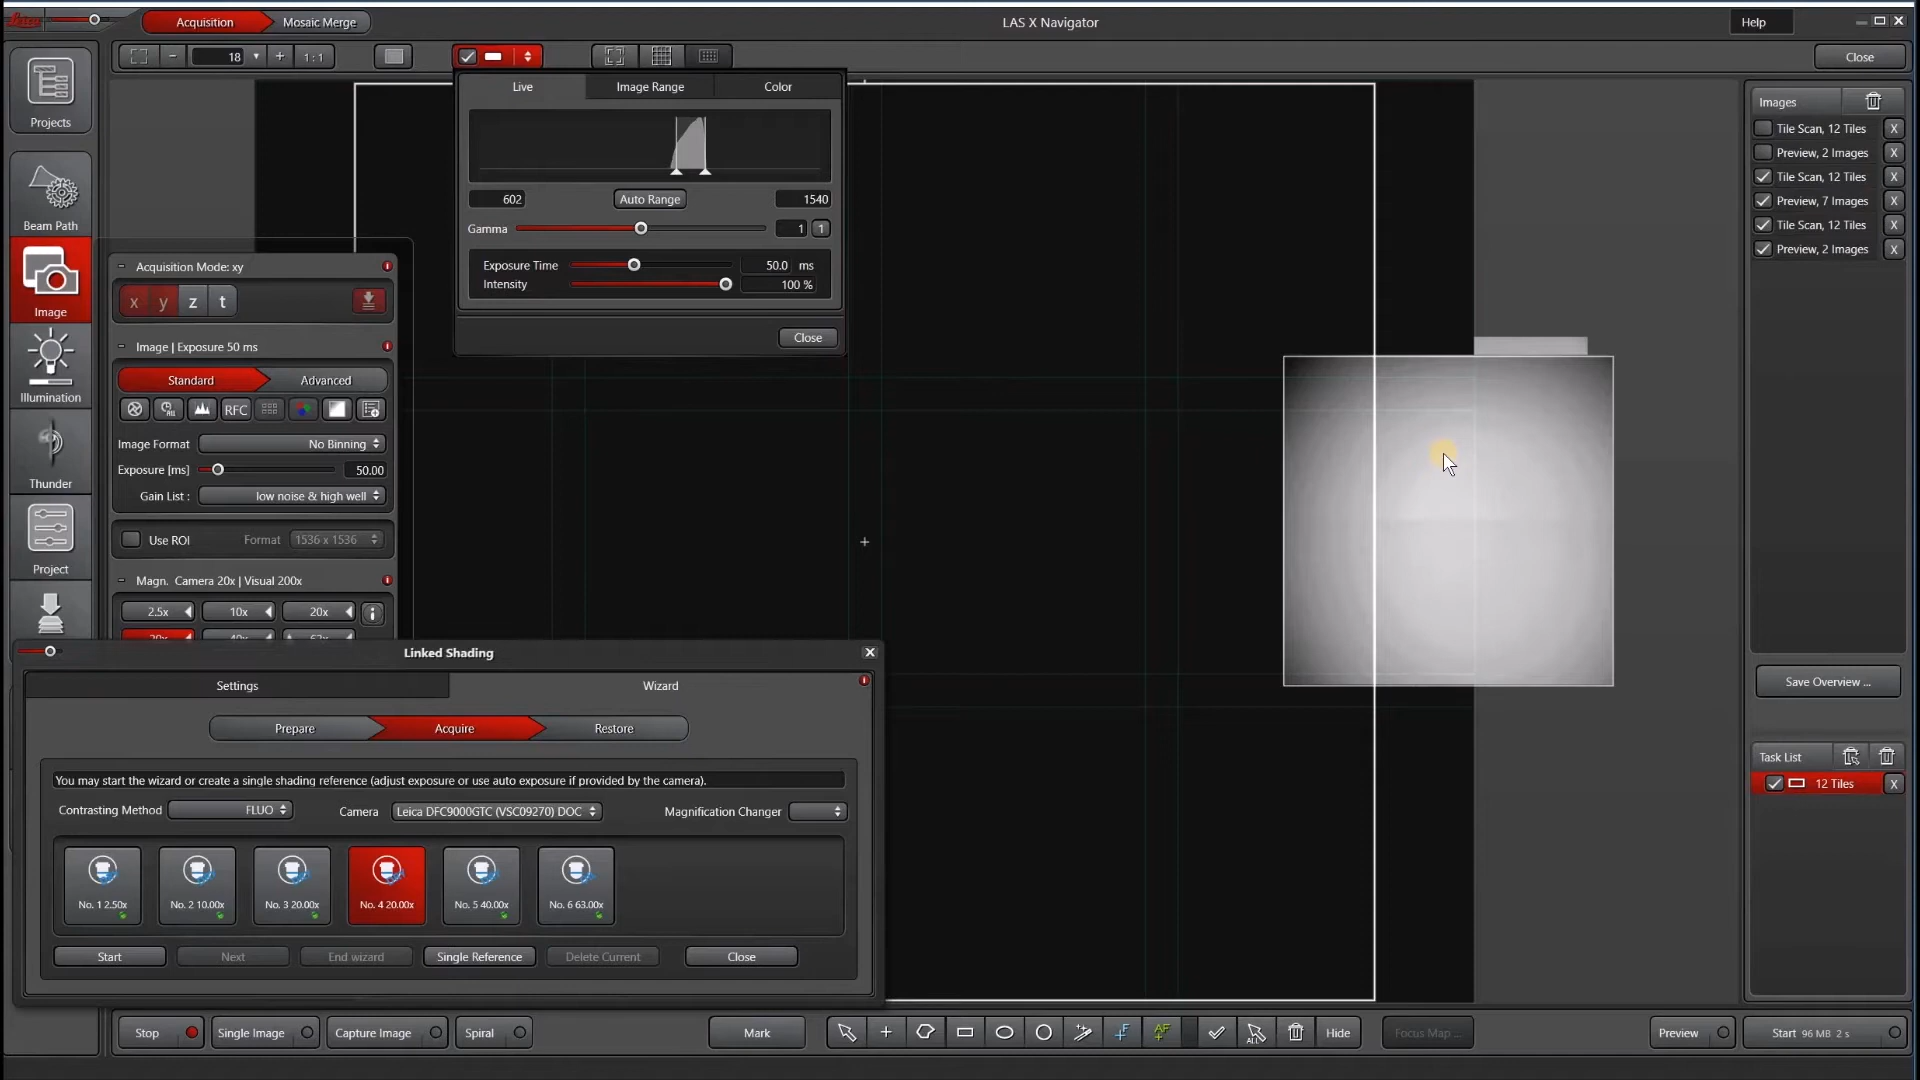 Leica
Acquisition
Mosaic Merge
LAS X Navigator
Help
18
1:1
Close
Projects
Beam Path
Image
Illumination
Thunder
Project
Live
Image Range
Color
602
Auto Range
1540
Gamma
1
1
Exposure Time
50.0 ms
Intensity
100 %
Close
Acquisition Mode: xy
x y z t
Image | Exposure 50 ms
Standard
Advanced
RFC
Image Format
No Binning
Exposure [ms]
50.00
Gain List :
low noise & high well
Use ROI
Format
1536 x 1536
Magn. Camera 20x | Visual 200x
2.5x
10x
20x
20x
40x
63x
Linked Shading
Settings
Wizard
Prepare
Acquire
Restore
You may start the wizard or create a single shading reference (adjust exposure or use auto exposure if provided by the camera).
Contrasting Method
FLUO
Camera
Leica DFC9000GTC (VSC09270) DOC
Magnification Changer
No. 1 2.50x
No. 2 10.00x
No. 3 20.00x
No. 4 20.00x
No. 5 40.00x
No. 6 63.00x
Start
Next
End wizard
Single Reference
Delete Current
Close
Images
Tile Scan, 12 Tiles X
Preview, 2 Images X
Tile Scan, 12 Tiles X
Preview, 7 Images X
Tile Scan, 12 Tiles X
Preview, 2 Images X
Save Overview ...
Task List
12 Tiles X
Stop
Single Image
Capture Image
Spiral
Mark
F
AF
ALL
Hide
Focus Map ...
Preview
Start 96 MB 2 s